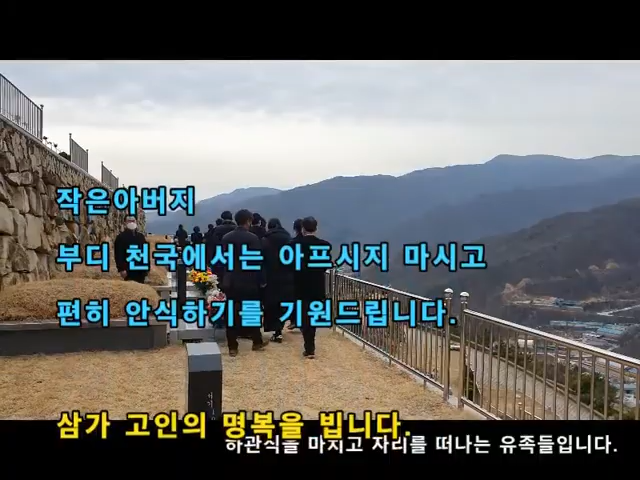 작은아버지
부디 천국에서는 아프시지 마시고
편히 안식하기를 기원드립니다.
삼가 고인의 명복을 빕니다.
하관식을 마치고 자리를 떠나는 유족들입니다.